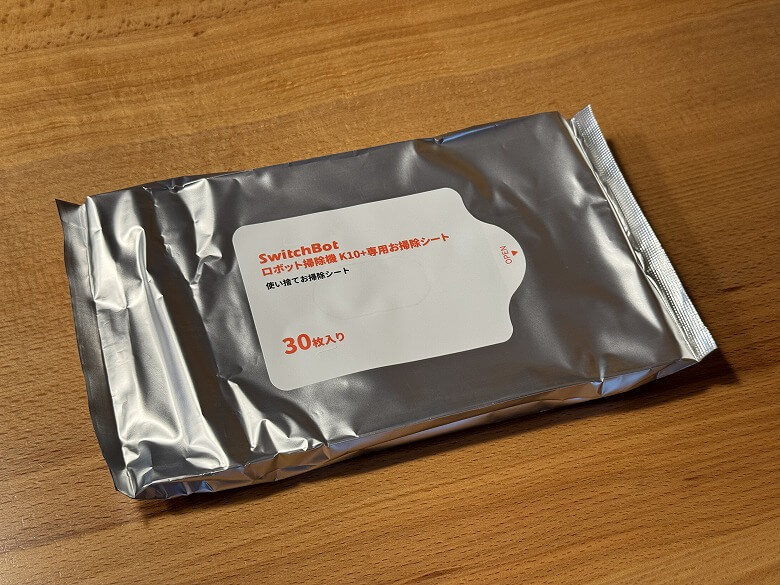 SwitchBot
ロボット掃除機 K10+専用お掃除シート
使い捨てお掃除シート
30枚入り
▲
OPEN